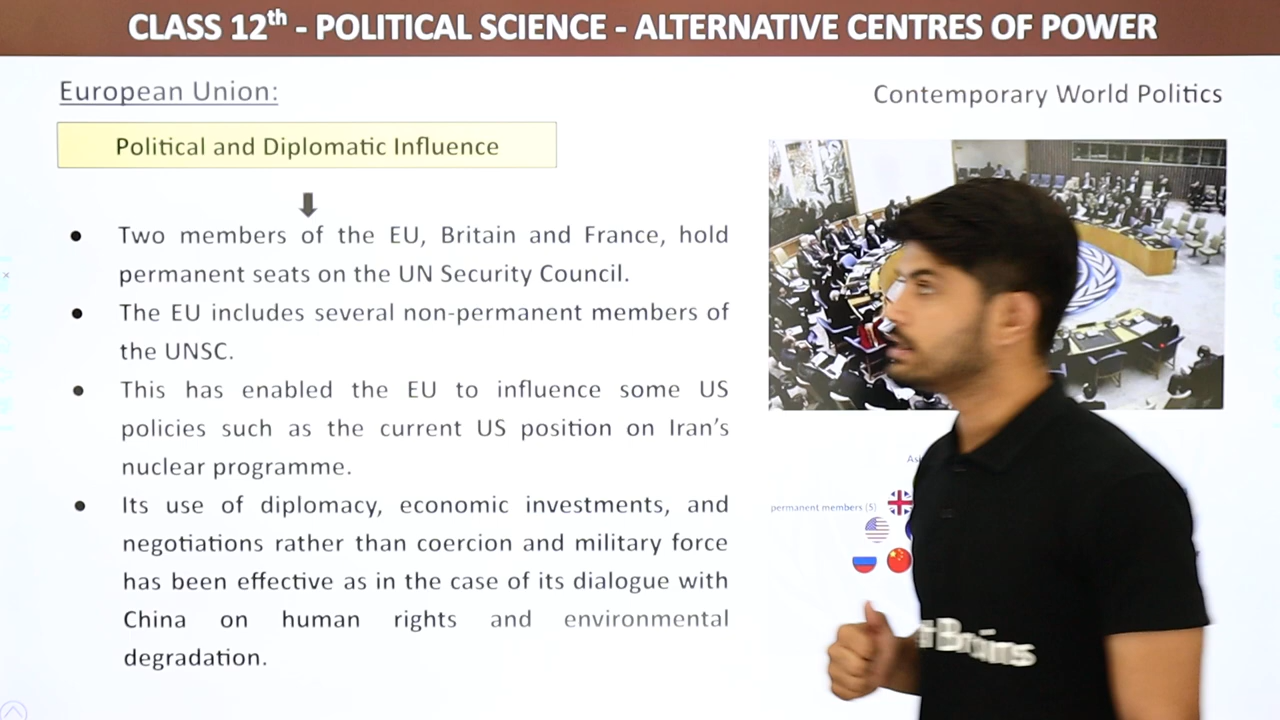 CLASS 12th - POLITICAL SCIENCE - ALTERNATIVE CENTRES OF POWER
European Union:
Contemporary World Politics
Political and Diplomatic Influence
● Two members of the EU, Britain and France, hold
permanent seats on the UN Security Council.
● The EU includes several non-permanent members of
the UNSC.
● This has enabled the EU to influence some US
policies such as the current US position on Iran's
nuclear programme.
● Its use of diplomacy, economic investments, and
negotiations rather than coercion and military force
has been effective as in the case of its dialogue with
China on human rights and environmental
degradation.
permanent members (5)
Brains